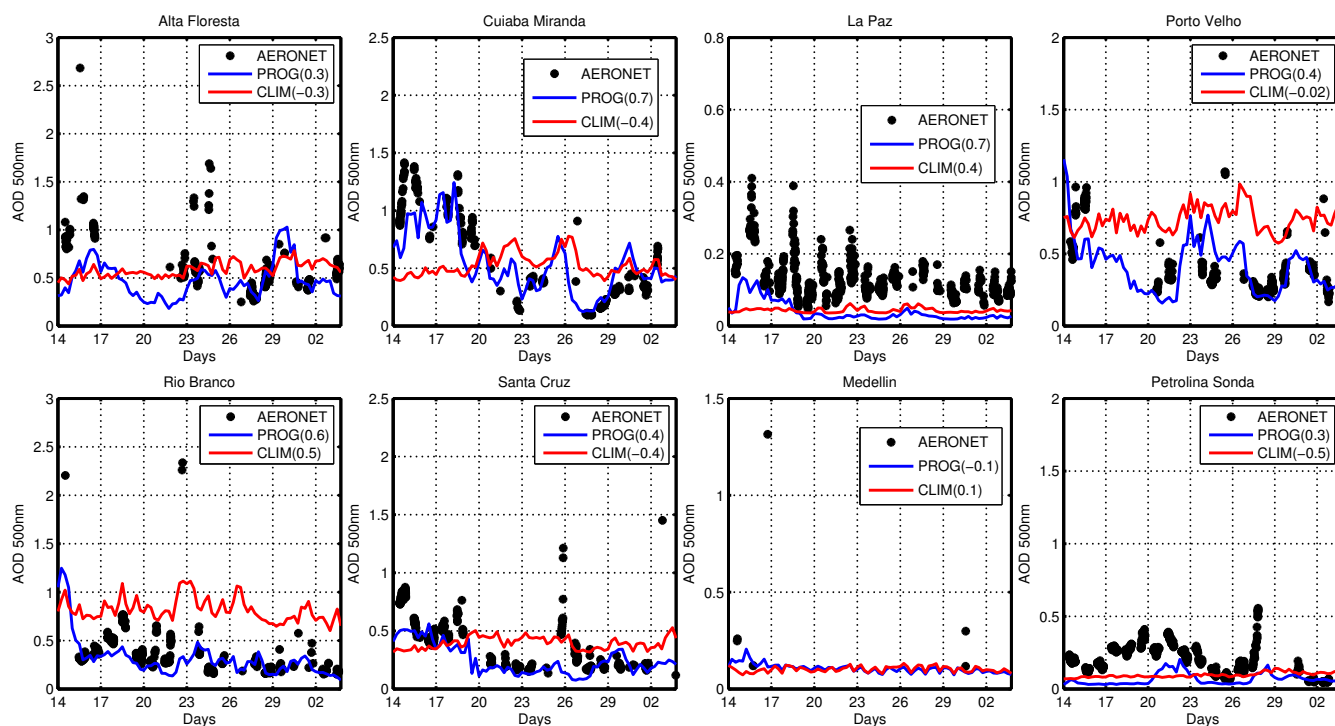 Alta Floresta
3
2.5
2
1.5
1
0.5
0
AOD 500nm
AERONET
PROG(0.3)
CLIM(−0.3)
14 17 20 23 26 29 02
Days
Cuiaba Miranda
2.5
2
1.5
1
0.5
0
AOD 500nm
AERONET
PROG(0.7)
CLIM(−0.4)
14 17 20 23 26 29 02
Days
La Paz
0.8
0.6
0.4
0.2
0
AOD 500nm
AERONET
PROG(0.7)
CLIM(0.4)
14 17 20 23 26 29 02
Days
Porto Velho
2
1.5
1
0.5
0
AOD 500nm
AERONET
PROG(0.4)
CLIM(−0.02)
14 17 20 23 26 29 02
Days
Rio Branco
3
2.5
2
1.5
1
0.5
0
AOD 500nm
AERONET
PROG(0.6)
CLIM(0.5)
14 17 20 23 26 29 02
Days
Santa Cruz
2.5
2
1.5
1
0.5
0
AOD 500nm
AERONET
PROG(0.4)
CLIM(−0.4)
14 17 20 23 26 29 02
Days
Medellin
1.5
1
0.5
0
AOD 500nm
AERONET
PROG(−0.1)
CLIM(0.1)
14 17 20 23 26 29 02
Days
Petrolina Sonda
2
1.5
1
0.5
0
AOD 500nm
AERONET
PROG(0.3)
CLIM(−0.5)
14 17 20 23 26 29 02
Days